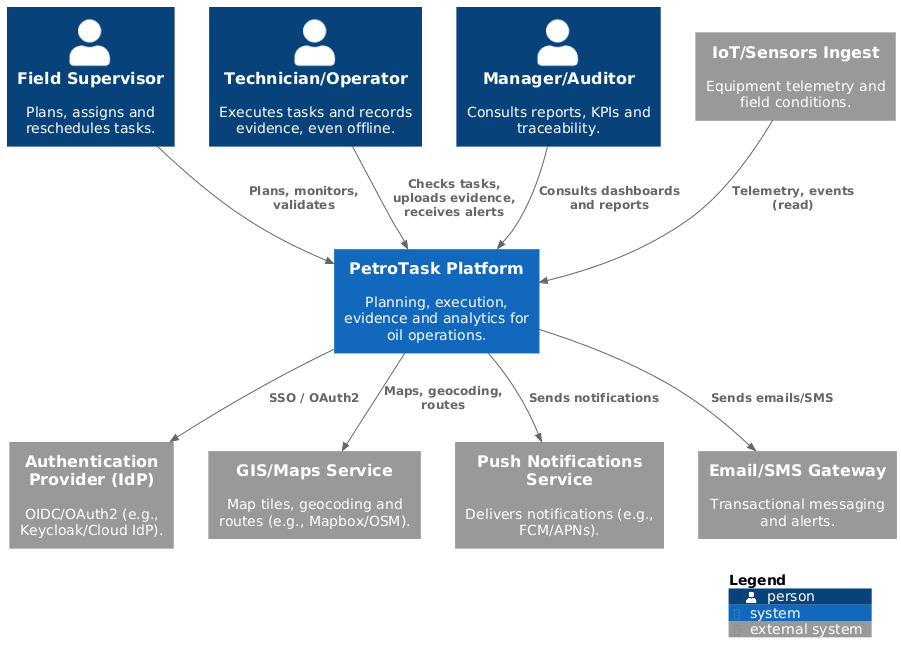 Field Supervisor
Plans, assigns and
reschedules tasks.
Technician/Operator
Executes tasks and records
evidence, even offline.
Manager/Auditor
Consults reports, KPIs and
traceability.
IoT/Sensors Ingest
Equipment telemetry and
field conditions.
Plans, monitors,
validates
Checks tasks,
uploads evidence,
receives alerts
Consults dashboards
and reports
Telemetry, events
(read)
PetroTask Platform
Planning, execution,
evidence and analytics for
oil operations.
SSO / OAuth2
Maps, geocoding,
routes
Sends notifications
Sends emails/SMS
Authentication
Provider (IdP)
OIDC/OAuth2 (e.g.,
Keycloak/Cloud IdP).
GIS/Maps Service
Map tiles, geocoding and
routes (e.g., Mapbox/OSM).
Push Notifications
Service
Delivers notifications (e.g.,
FCM/APNs).
Email/SMS Gateway
Transactional messaging
and alerts.
Legend
person
system
external system